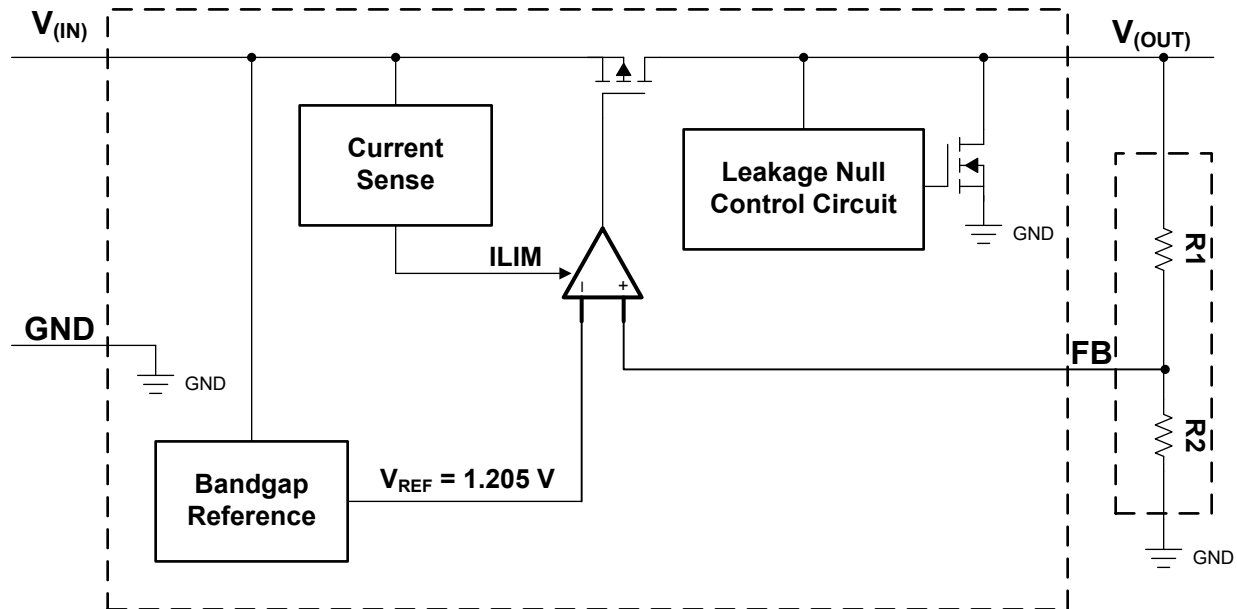 V(IN)
V(OUT)
Current
Sense
Leakage Null
Control Circuit
GND
R1
ILIM
– +
GND
FB
GND
R2
Bandgap
Reference
VREF = 1.205 V
GND